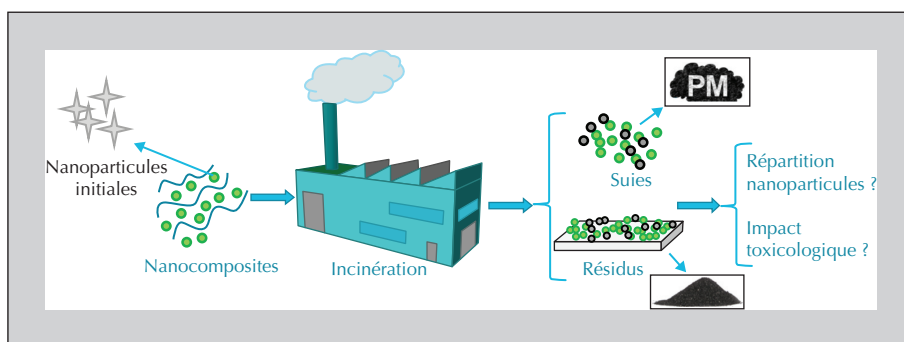 PM
Nanoparticules
initiales
Nanocomposites
Incinération
Suies
Résidus
Répartition
nanoparticules ?
Impact
toxicologique ?